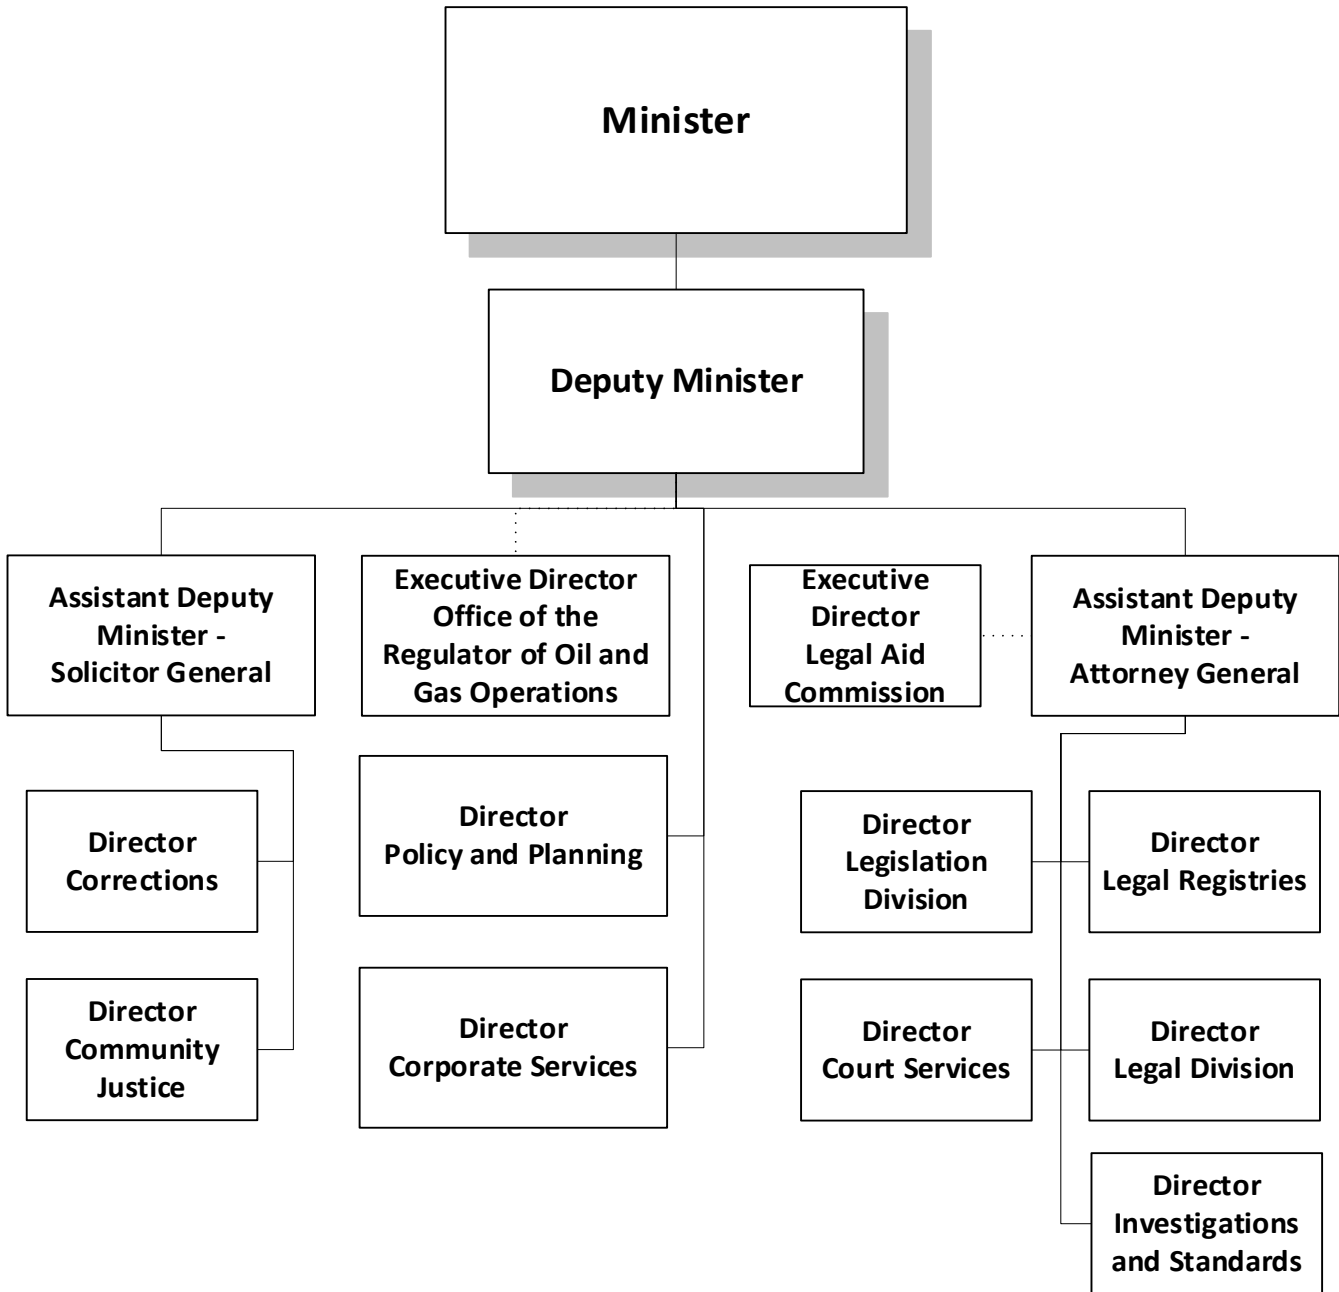 Minister
Deputy Minister
Assistant Deputy
Minister -
Solicitor General
Executive Director
Office of the
Regulator of Oil and
Gas Operations
Executive
Director
Legal Aid
Commission
Assistant Deputy
Minister -
Attorney General
Director
Corrections
Director
Policy and Planning
Director
Legislation
Division
Director
Legal Registries
Director
Community
Justice
Director
Corporate Services
Director
Court Services
Director
Legal Division
Director
Investigations
and Standards